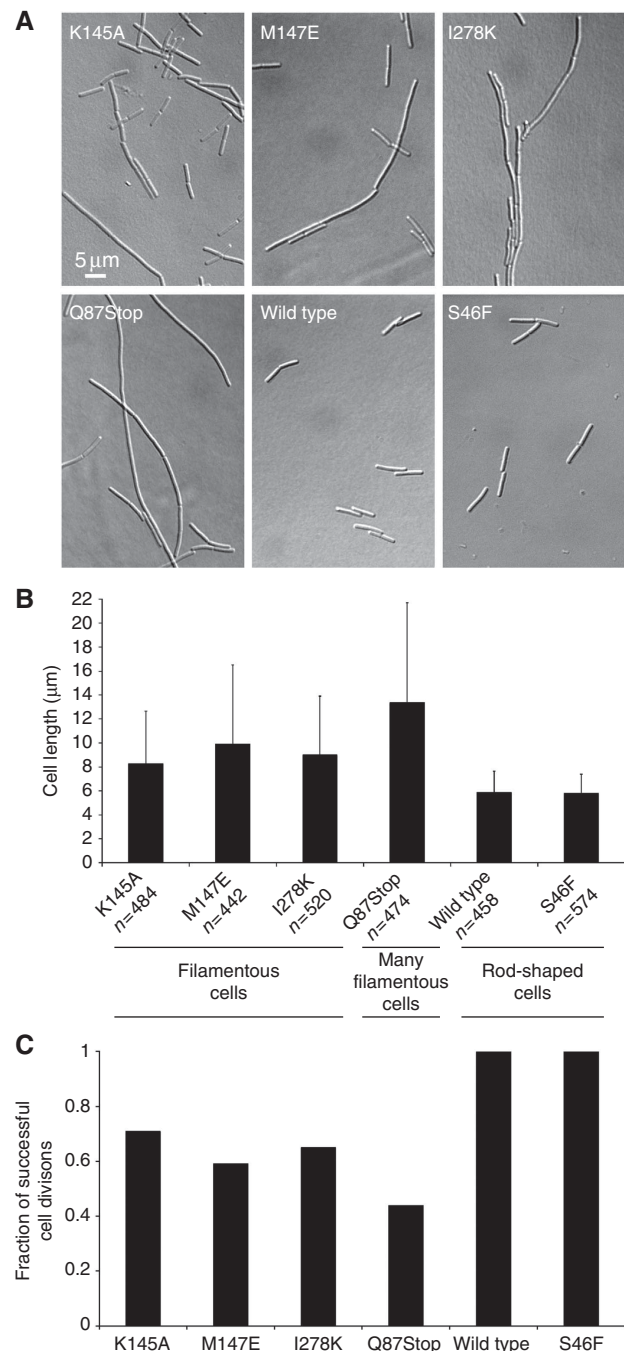 A
K145A
M147E
I278K
5 μm
Q87Stop
Wild type
S46F
B
22
20
18
16
14
12
10
8
6
4
2
0
Cell length (μm)
K145A
n=484
M147E
n=442
I278K
n=520
Q87Stop
n=474
Wild type
n=458
S46F
n=574
Filamentous
cells
Many
filamentous
cells
Rod-shaped
cells
C
1
0.8
0.6
0.4
0.2
0
Fraction of successful
cell divisons
K145A M147E I278K Q87Stop Wild type S46F